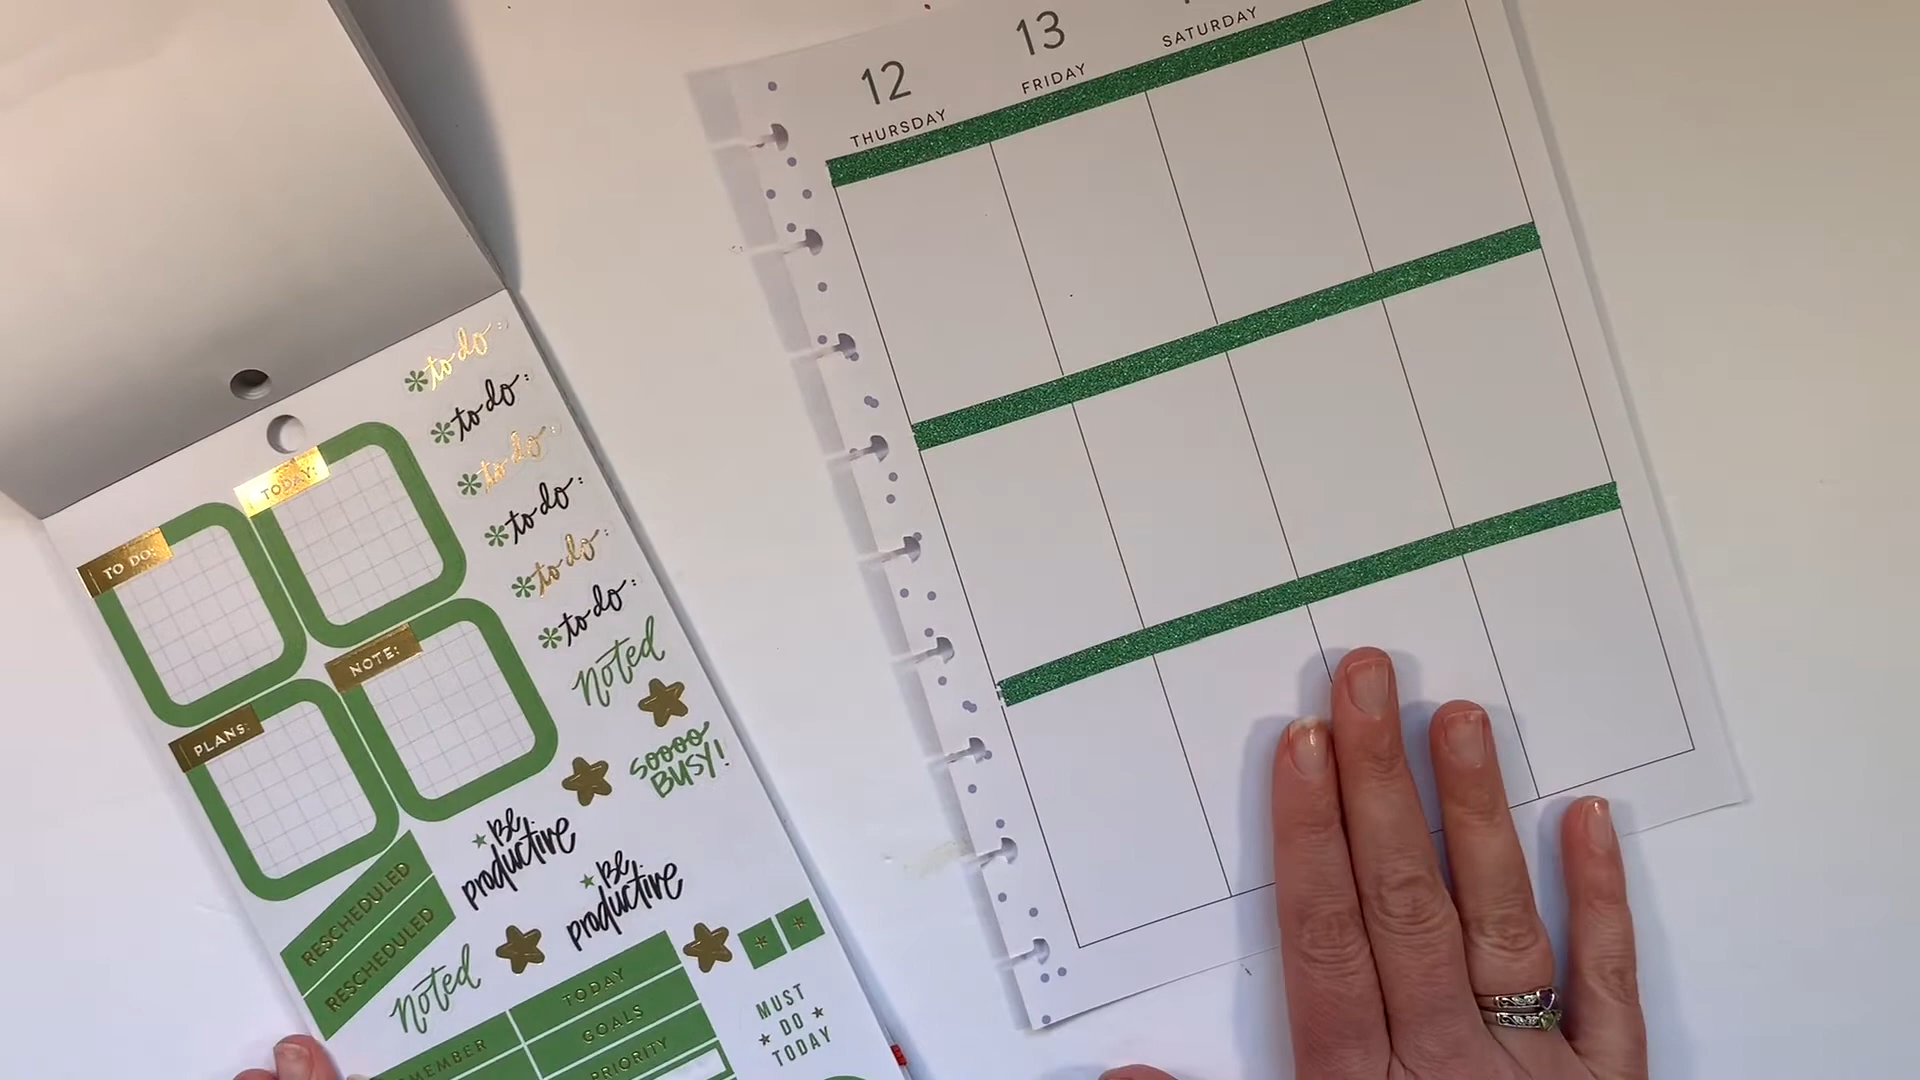 *to do:
*to do:
*to do:
*to do:
*to do:
*to do:
TODAY:
TO DO:
NOTE:
PLANS:
Noted
soooo
BUSY!
Be
productive
Be
productive
RESCHEDULED
RESCHEDULED
Noted
TODAY
GOALS
PRIORITY
MUST
DO
TODAY
12
THURSDAY
13
FRIDAY
SATURDAY